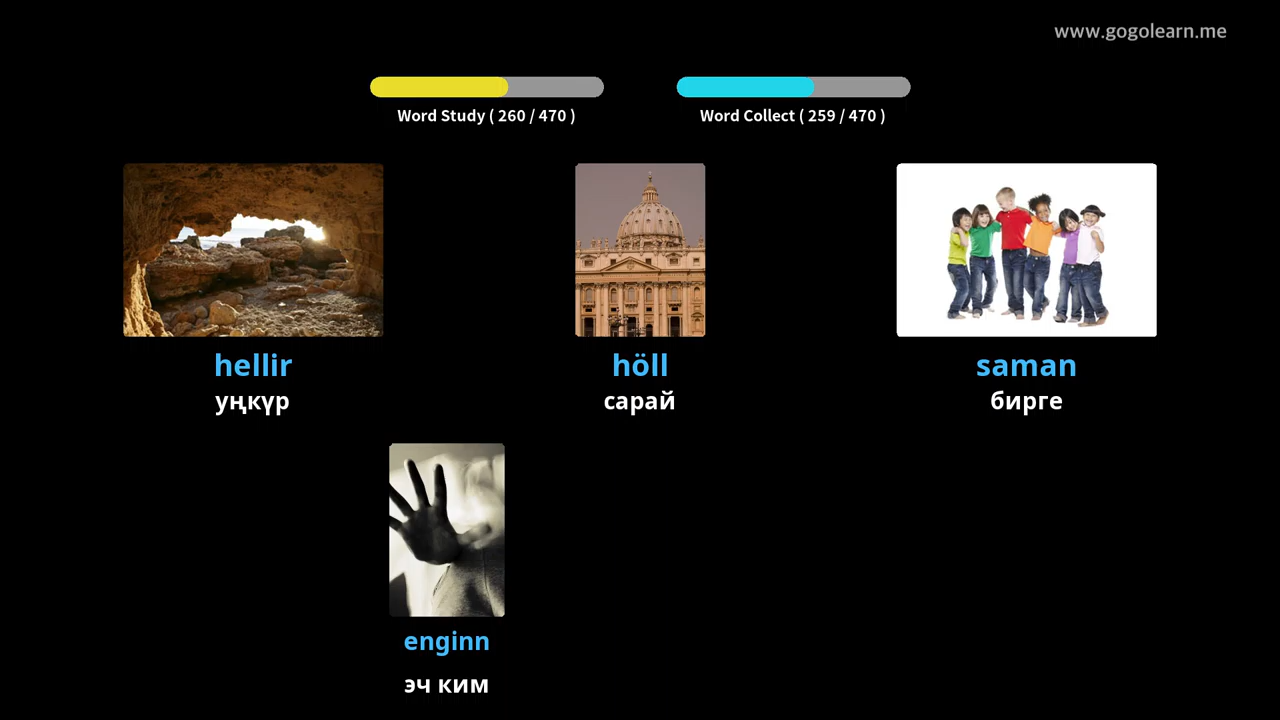 www.gogolearn.me
Word Study ( 260 / 470 )
Word Collect ( 259 / 470 )
hellir
höll
saman
уңкүр
сарай
бирге
enginn
эч ким